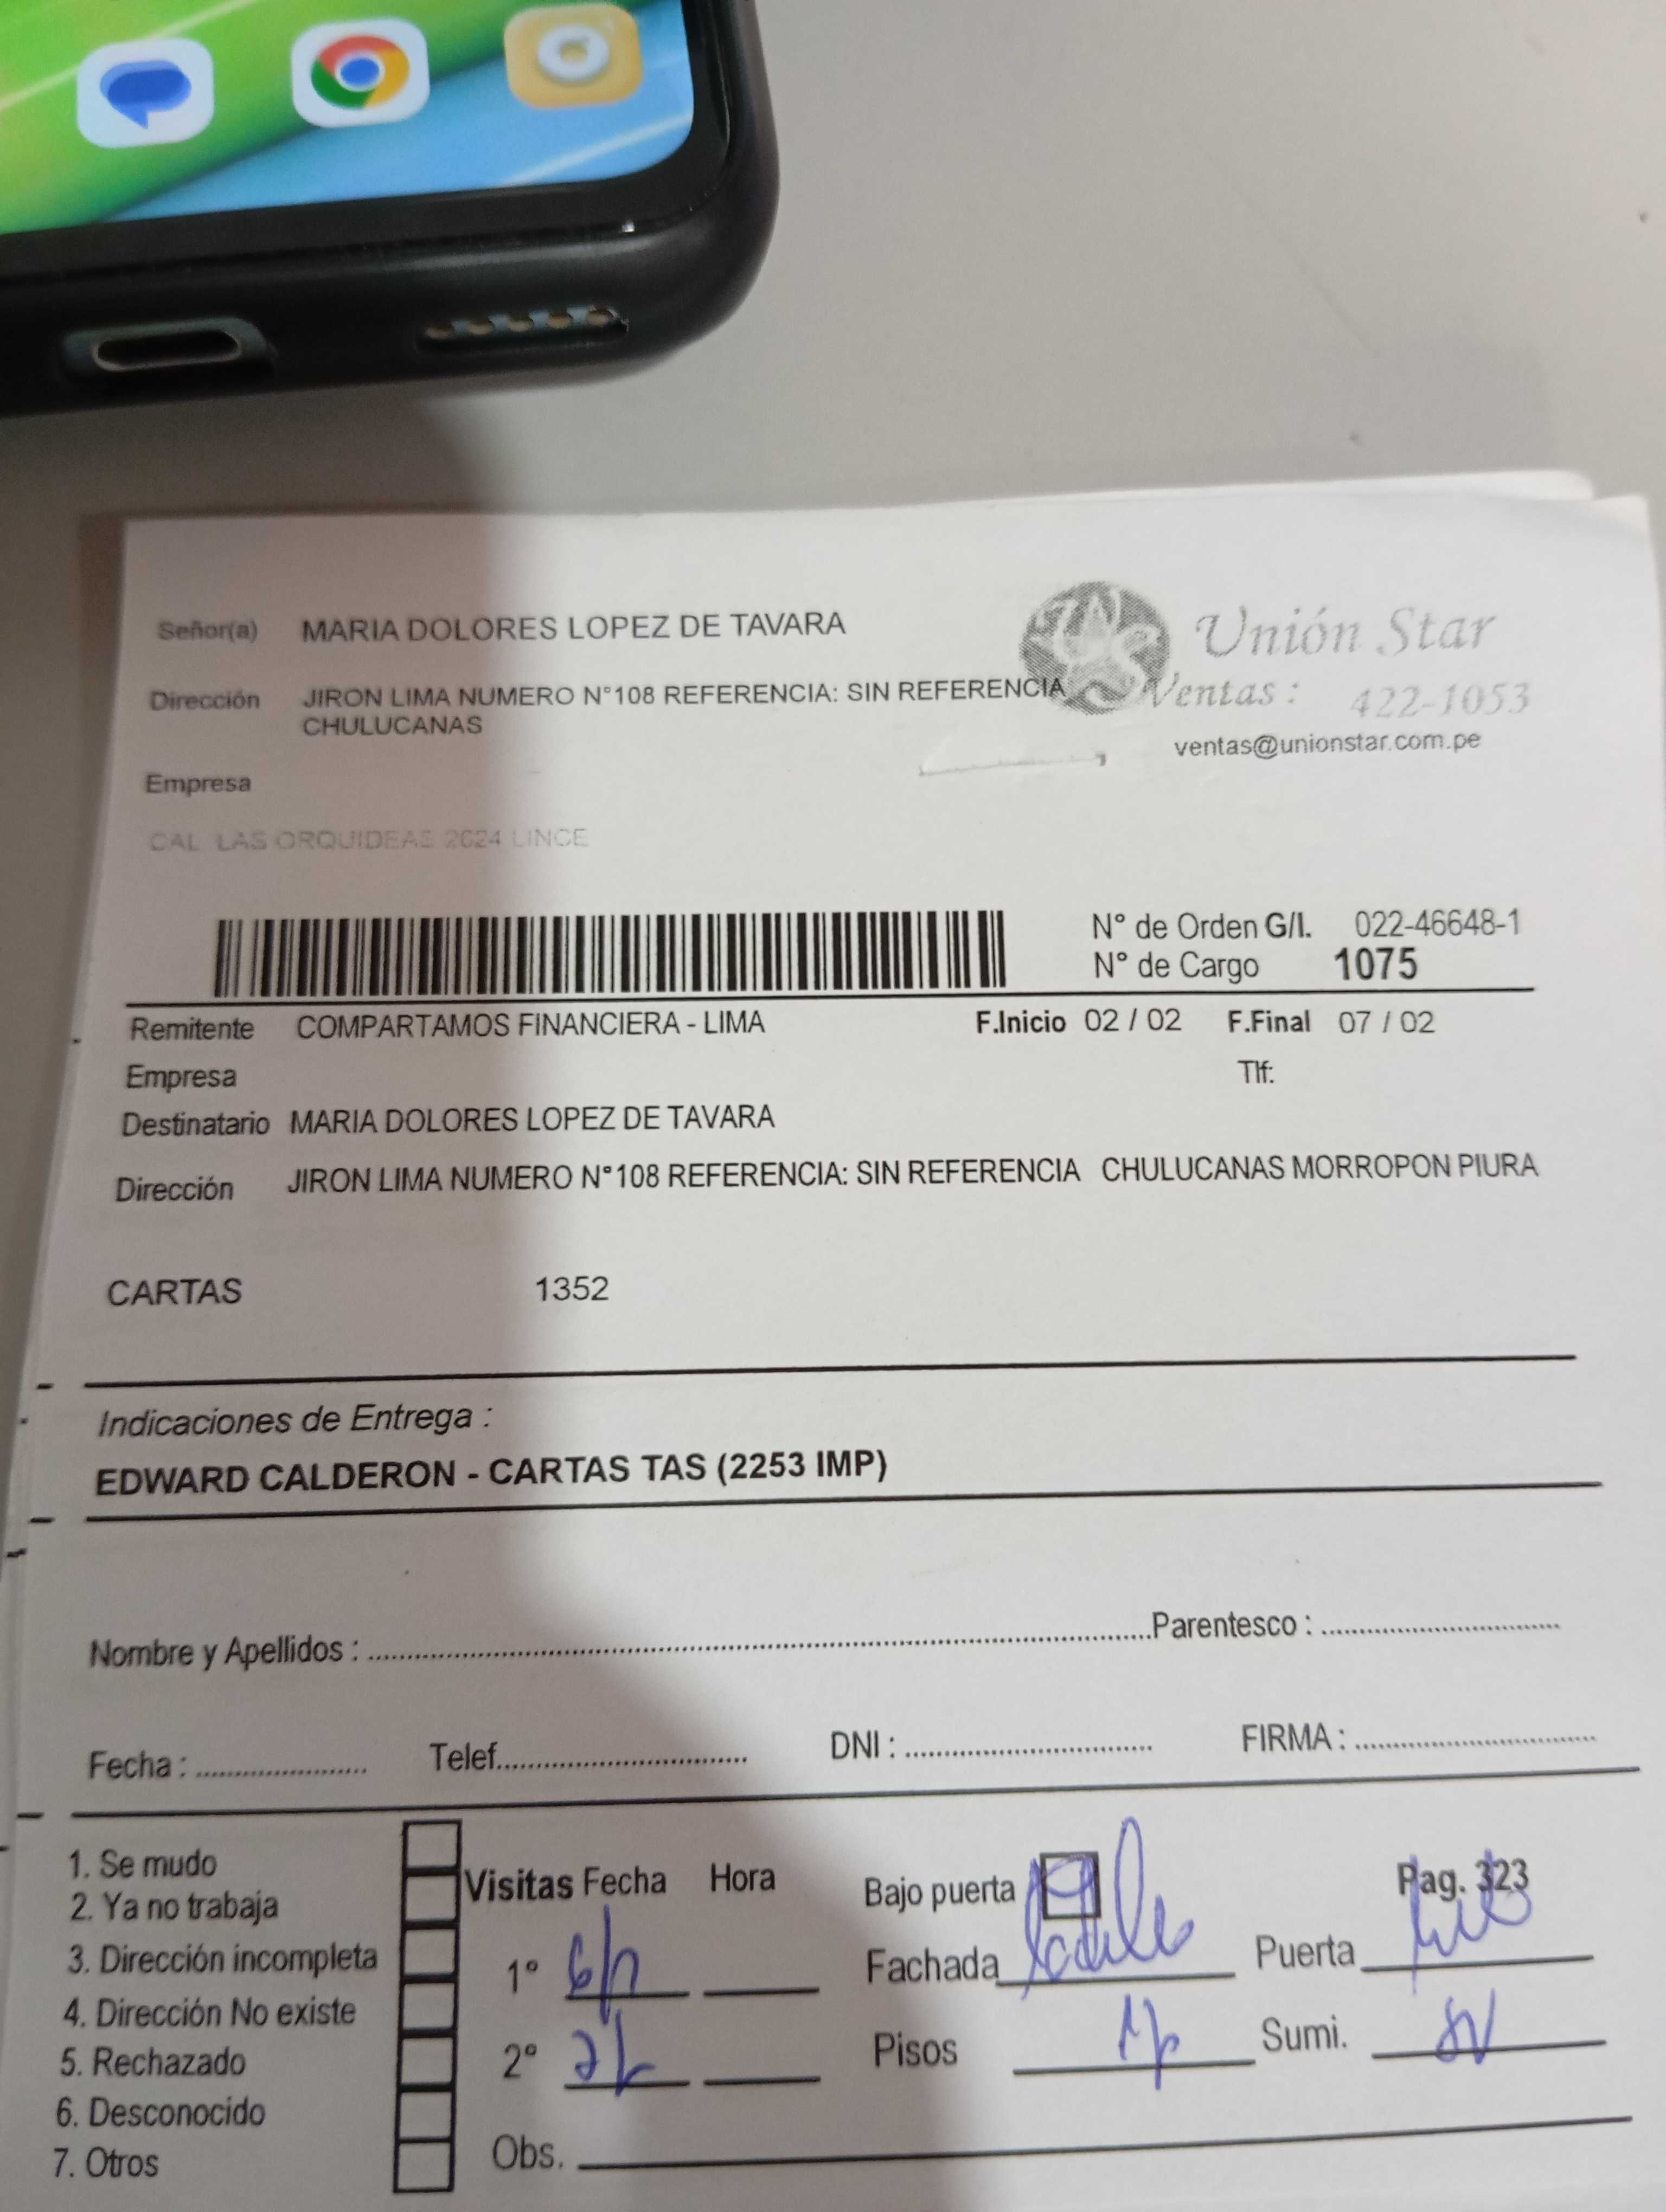 Señor(a) MARIA DOLORES LOPEZ DE TAVARA
Unión Star
Dirección JIRON LIMA NUMERO N°108 REFERENCIA: SIN REFERENCIA
CHULUCANAS
Ventas : 422-1053
ventas@unionstar.com.pe
Empresa
CAL LAS ORQUIDEAS 2624 LINCE
N° de Orden G/I. 022-46648-1
N° de Cargo 1075
Remitente COMPARTAMOS FINANCIERA - LIMA F.Inicio 02 / 02 F.Final 07 / 02
Empresa Tlf:
Destinatario MARIA DOLORES LOPEZ DE TAVARA
Dirección JIRON LIMA NUMERO N°108 REFERENCIA: SIN REFERENCIA CHULUCANAS MORROPON PIURA
CARTAS 1352
Indicaciones de Entrega :
EDWARD CALDERON - CARTAS TAS (2253 IMP)
Nombre y Apellidos : Parentesco :
Fecha : Telef. DNI : FIRMA :
1. Se mudo
2. Ya no trabaja
3. Dirección incompleta
4. Dirección No existe
5. Rechazado
6. Desconocido
7. Otros
Visitas Fecha Hora
1°
2°
Obs.
Bajo puerta Pag. 323
Fachada Puerta
Pisos 1p Sumi.